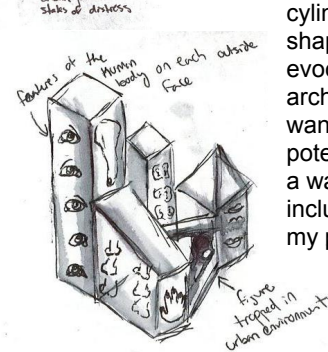 states of distress
features of the
human
body on each outside
face
figure
trapped in
urban environment
cylin
shap
evoc
arch
wan
pote
a wa
inclu
my p